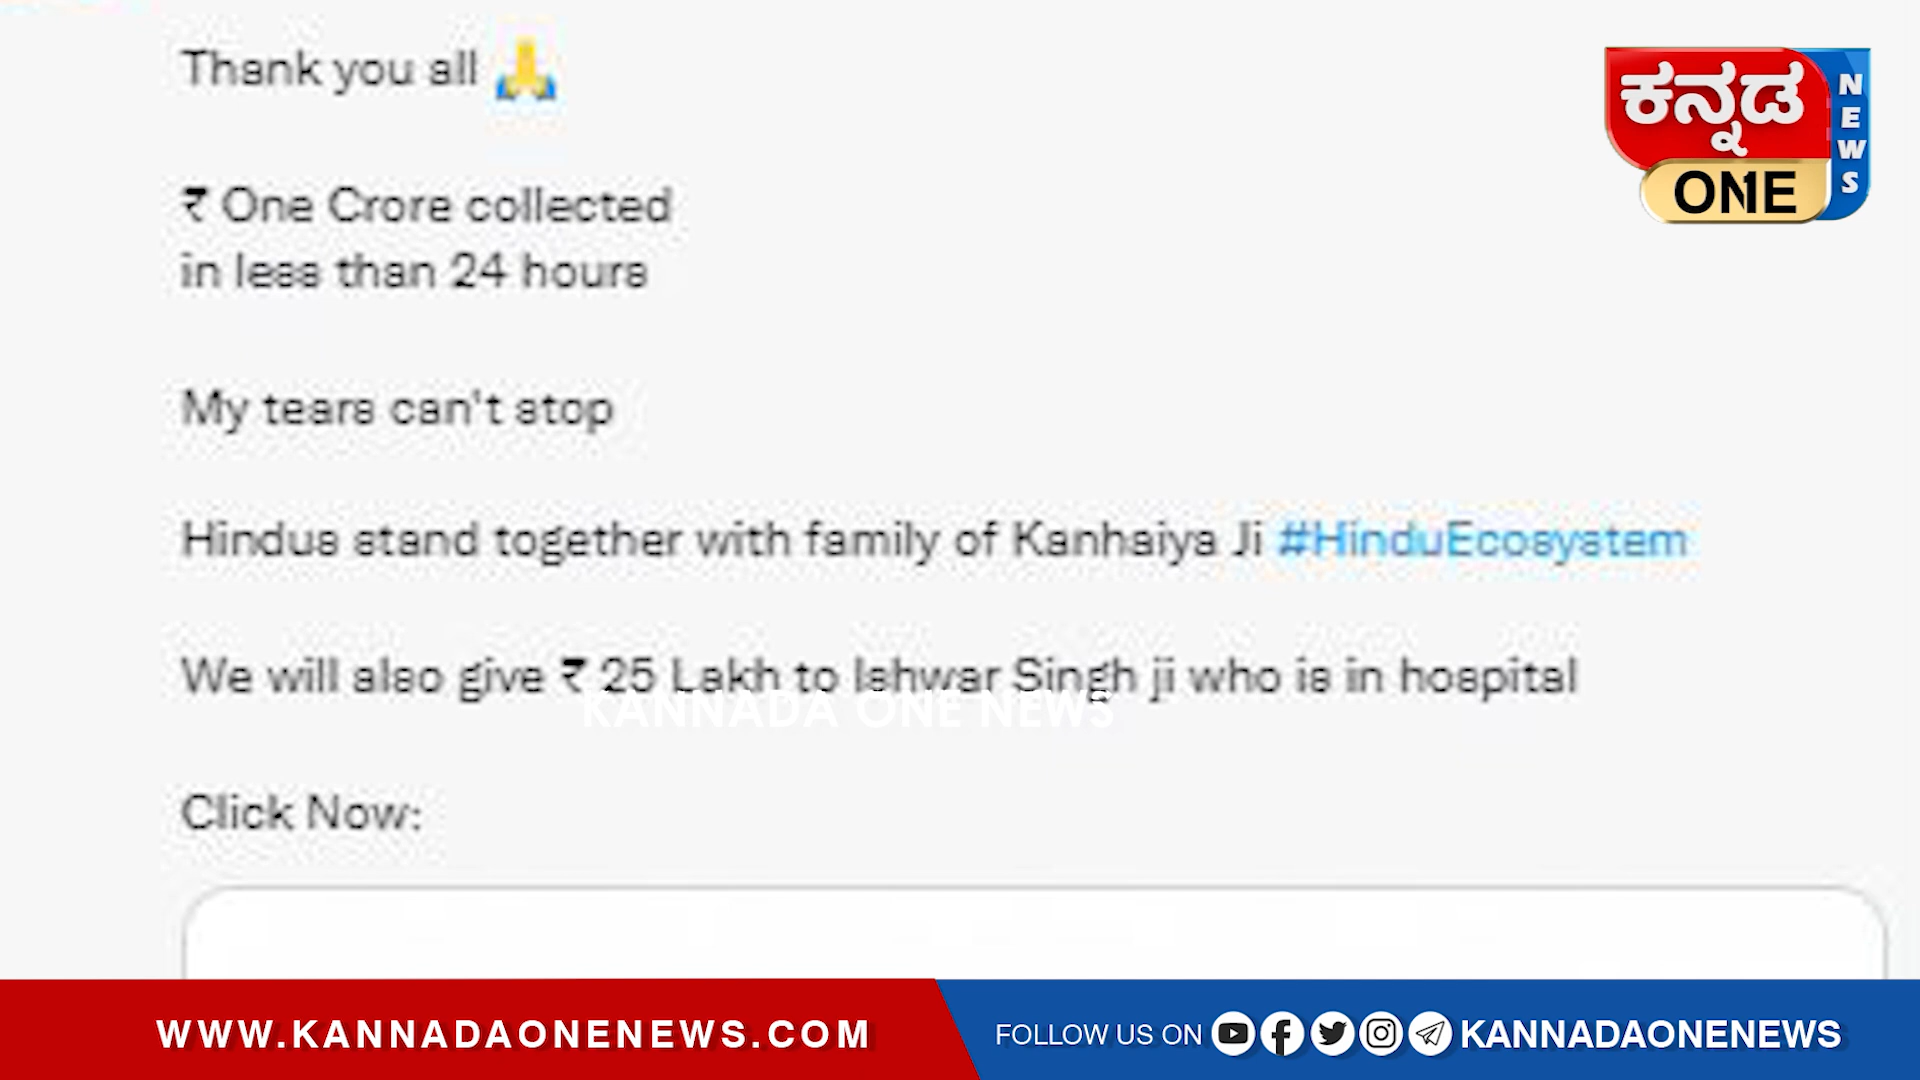 Thank you all 🙏
₹ One Crore collected
in less than 24 hours
My tears can't stop
Hindus stand together with family of Kanhaiya Ji #HinduEcosystem
We will also give ₹ 25 Lakh to Ishwar Singh ji who is in hospital
Click Now:
ಕನ್ನಡ
ONE
NEWS
KANNADA ONE NEWS
WWW.KANNADAONENEWS.COM
FOLLOW US ON KANNADAONENEWS